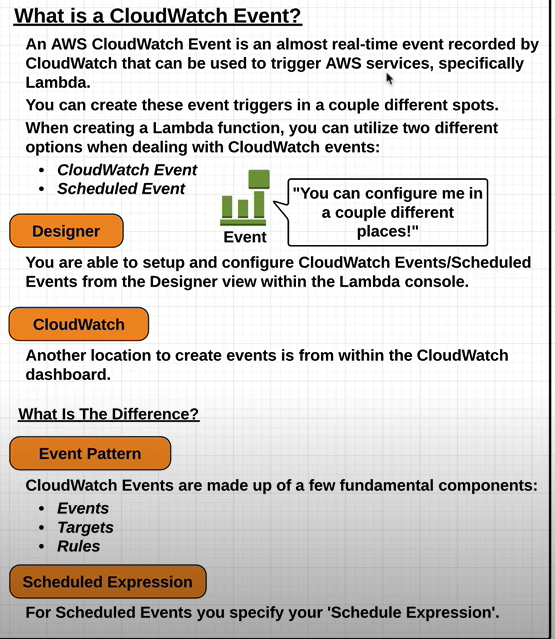 What is a CloudWatch Event?
An AWS CloudWatch Event is an almost real-time event recorded by
CloudWatch that can be used to trigger AWS services, specifically
Lambda.
You can create these event triggers in a couple different spots.
When creating a Lambda function, you can utilize two different
options when dealing with CloudWatch events:
• CloudWatch Event
• Scheduled Event
Event
"You can configure me in
a couple different
places!"
Designer
You are able to setup and configure CloudWatch Events/Scheduled
Events from the Designer view within the Lambda console.
CloudWatch
Another location to create events is from within the CloudWatch
dashboard.
What Is The Difference?
Event Pattern
CloudWatch Events are made up of a few fundamental components:
• Events
• Targets
• Rules
Scheduled Expression
For Scheduled Events you specify your 'Schedule Expression'.